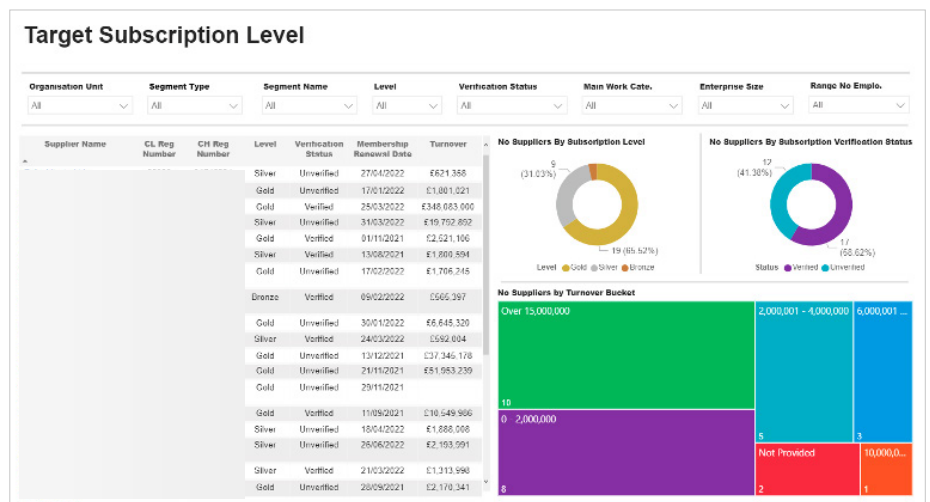 Target Subscription Level
Organisation Unit Segment Type Segment Name Level Verification Status Main Work Cate. Enterprise Size Range No Emplo.
All All All All All All All All
Supplier Name CL Reg Number CH Reg Number Level Verification Status Membership Renewal Date Turnover
Silver Unverified 27/04/2022 £621,358
Gold Unverified 17/01/2022 £1,801,021
Gold Verified 25/03/2022 £348,083,000
Silver Unverified 31/03/2022 £19,792,892
Gold Verified 01/11/2021 £2,521,106
Silver Verified 13/08/2021 £1,800,594
Gold Unverified 17/02/2022 £1,706,245
Bronze Verified 09/02/2022 £565,397
Gold Unverified 30/01/2022 £6,645,320
Silver Verified 24/03/2022 £592,004
Gold Unverified 13/12/2021 £37,345,178
Gold Unverified 21/11/2021 £51,953,239
Gold Unverified 29/11/2021
Gold Verified 11/09/2021 £10,549,986
Silver Unverified 18/04/2022 £1,888,008
Silver Unverified 26/06/2022 £2,193,991
Silver Verified 21/03/2022 £1,313,998
Gold Unverified 28/09/2021 £2,170,341
No Suppliers By Subscription Level
9
(31.03%)
19 (65.52%)
Level Gold Silver Bronze
No Suppliers By Subscription Verification Status
12
(41.38%)
17
(58.62%)
Status Verified Unverified
No Suppliers by Turnover Bucket
Over 15,000,000
10
0 2,000,000
8
2,000,001 - 4,000,000
5
6,000,001 ...
3
Not Provided
2
10,000,0...
1